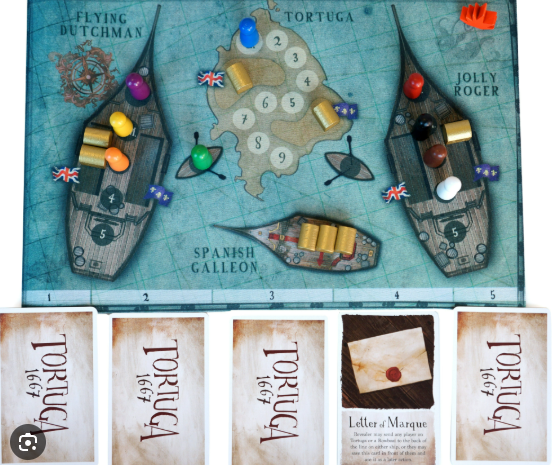 FLYING
DUTCHMAN
TORTUGA
JOLLY
ROGER
2
3
4
5
6
7
8
9
4
5
5
SPANISH
GALLEON
1
2
3
4
5
TORTUGA
1667
TORTUGA
1667
TORTUGA
1667
Letter of Marque
TORTUGA
1667